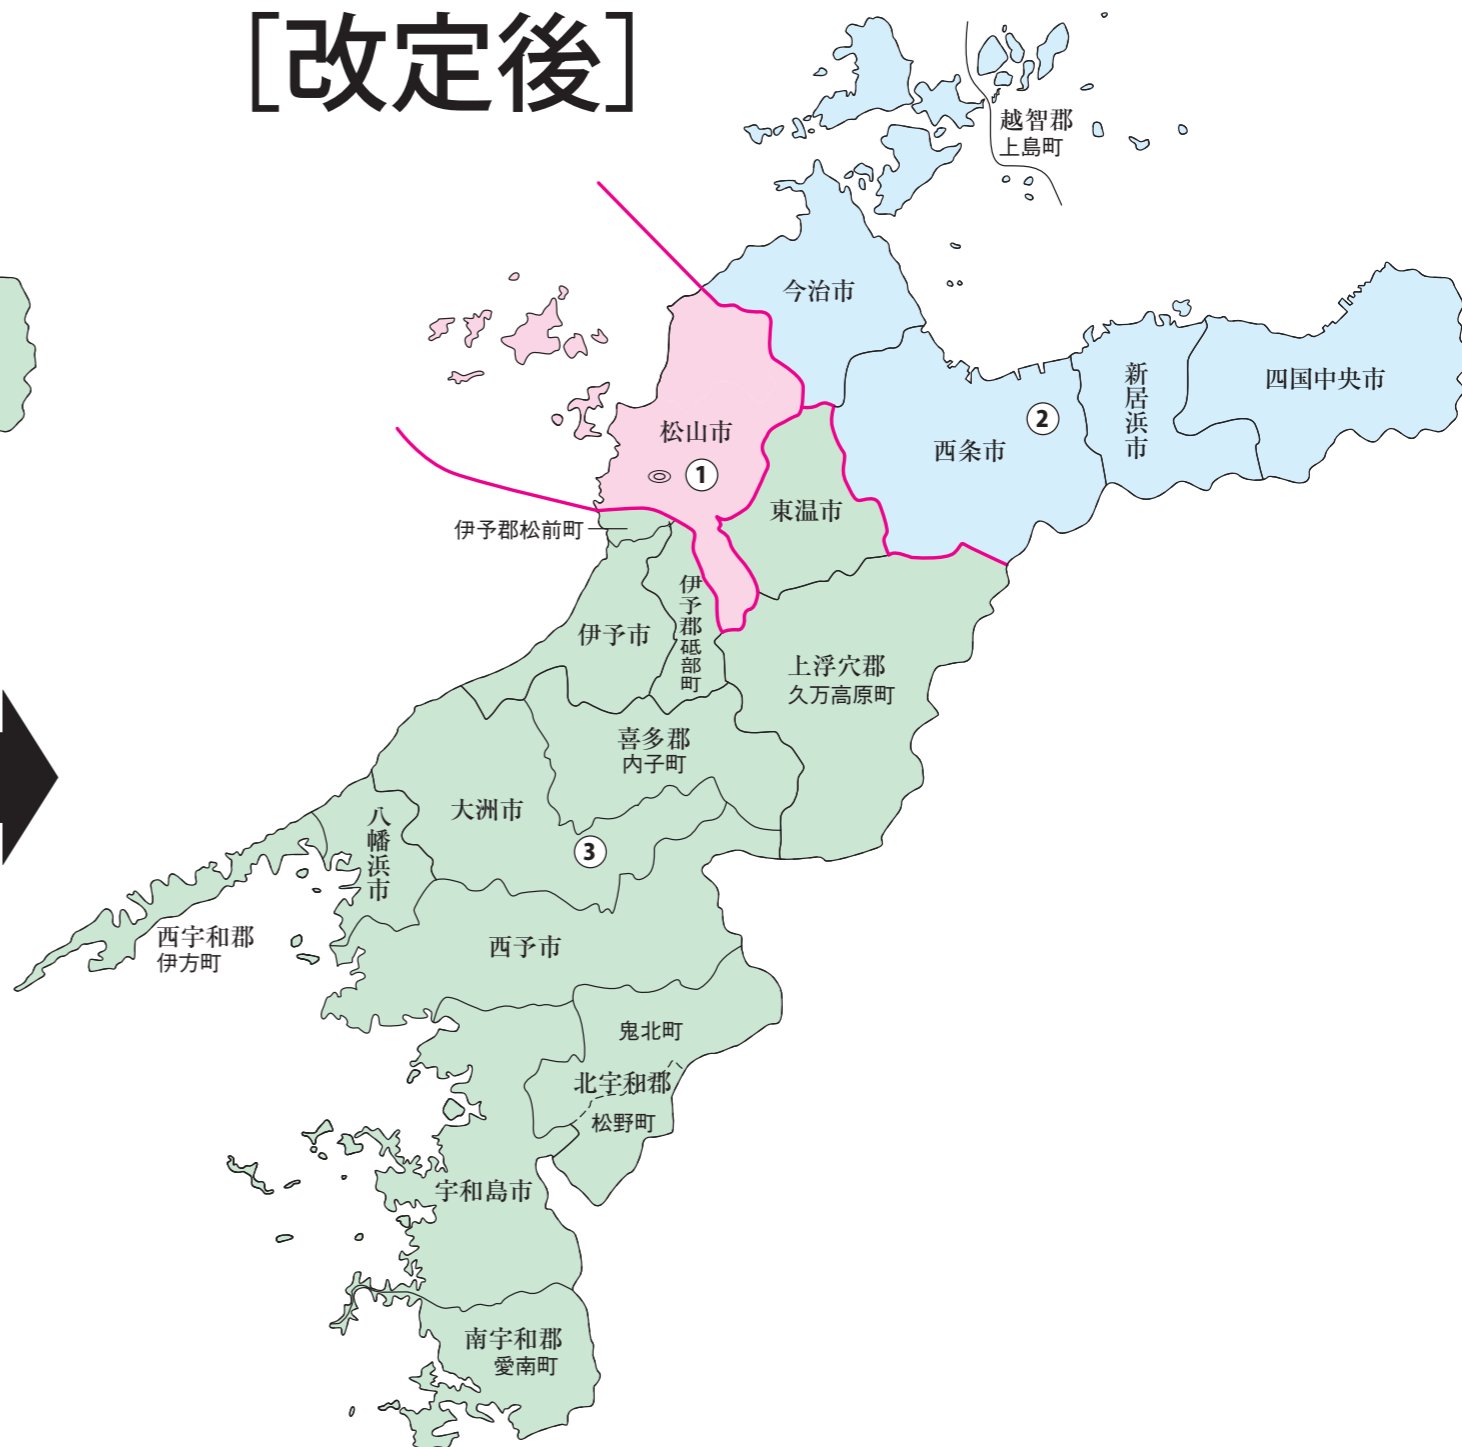 ［改定後］
越智郡
上島町
今治市
四国中央市
新居浜市
②
松山市
西条市
①
東温市
伊予郡松前町
伊予郡砥部町
伊予市
上浮穴郡
久万高原町
喜多郡
内子町
大洲市
八幡浜市
③
西宇和郡
伊方町
西予市
鬼北町
北宇和郡
松野町
宇和島市
南宇和郡
愛南町